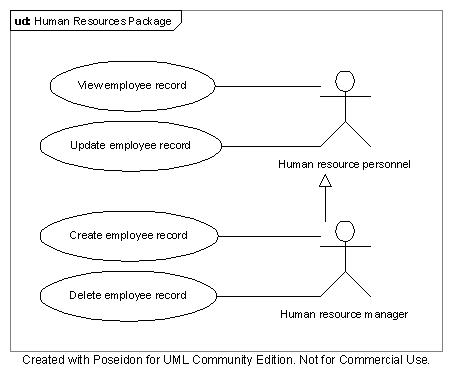 ud: Human Resources Package
View employee record
Update employee record
Human resource personnel
Create employee record
Delete employee record
Human resource manager
Created with Poseidon for UML Community Edition. Not for Commercial Use.